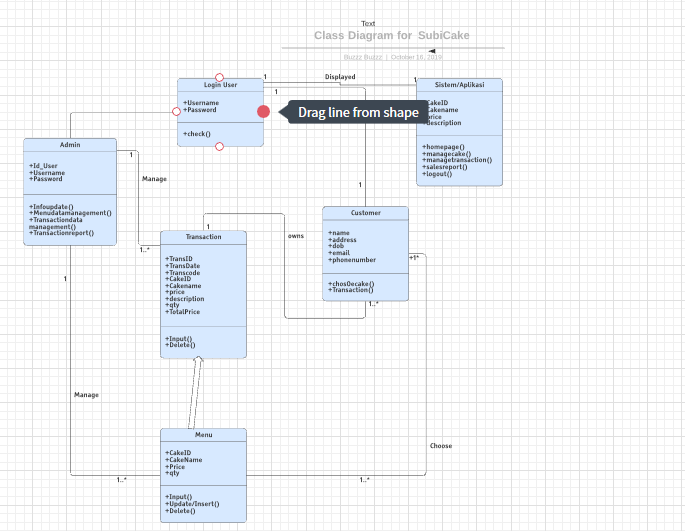 Text
Class Diagram for SubiCake
Buzzz Buzzz | October 16, 2019
Login User
+Username
+Password
+check()
1
Displayed
1
1
Drag line from shape
Sistem/Aplikasi
CakeID
Cakename
price
description
+homepage()
+managecake()
+managetransaction()
+salesreport()
+logout()
Admin
+Id_User
+Username
+Password
+Infoupdate()
+Menudatamanagement()
+Transactiondata
management()
+Transactionreport()
1
Manage
1..*
1
Transaction
+TransID
+TransDate
+Transcode
+CakeID
+Cakename
+price
+description
+qty
+TotalPrice
+Input()
+Delete()
1
owns
1
Customer
+name
+address
+dob
+email
+phonenumber
+chosOecake()
+Transaction()
1..*
+1*
Manage
1..*
Choose
1..*
Menu
+CakeID
+CakeName
+Price
+qty
+Input()
+Update/Insert()
+Delete()